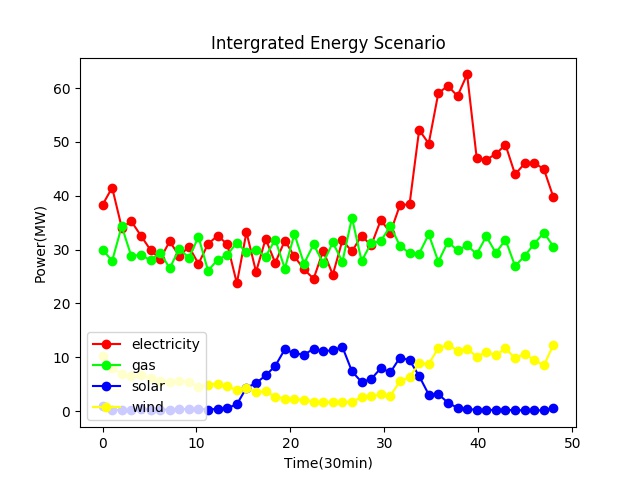 Intergrated Energy Scenario
Power(MW)
60
50
40
30
20
10
0
electricity
gas
solar
wind
0 10 20 30 40 50
Time(30min)